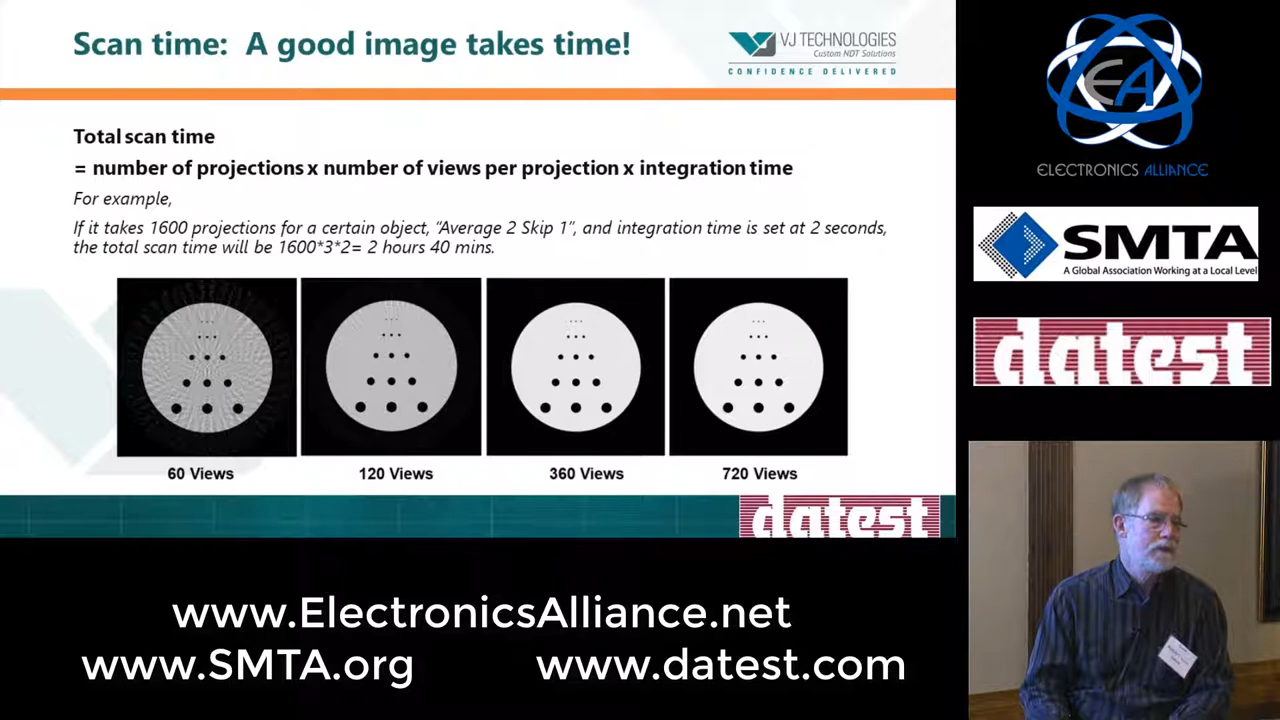 Scan time: A good image takes time!
VJ TECHNOLOGIES
Custom NDT Solutions
CONFIDENCE DELIVERED
Total scan time
= number of projections x number of views per projection x integration time
For example,
If it takes 1600 projections for a certain object, “Average 2 Skip 1”, and integration time is set at 2 seconds,
the total scan time will be 1600*3*2= 2 hours 40 mins.
60 Views
120 Views
360 Views
720 Views
datest
EA
ELECTRONICS ALLIANCE
SMTA
A Global Association Working at a Local Level
datest
www.ElectronicsAlliance.net
www.SMTA.org
www.datest.com